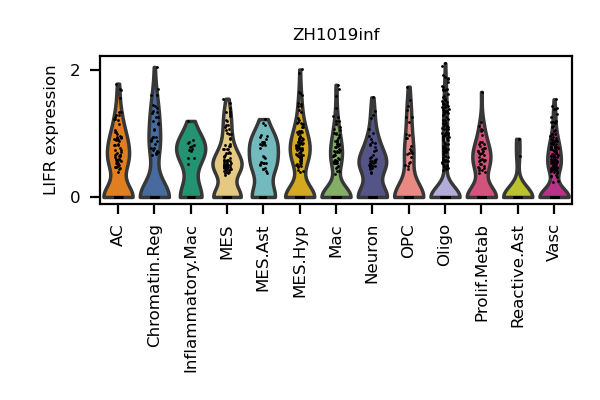 ZH1019inf
LIFR expression
2
0
AC
Chromatin.Reg
Inflammatory.Mac
MES
MES.Ast
MES.Hyp
Mac
Neuron
OPC
Oligo
Prolif.Metab
Reactive.Ast
Vasc